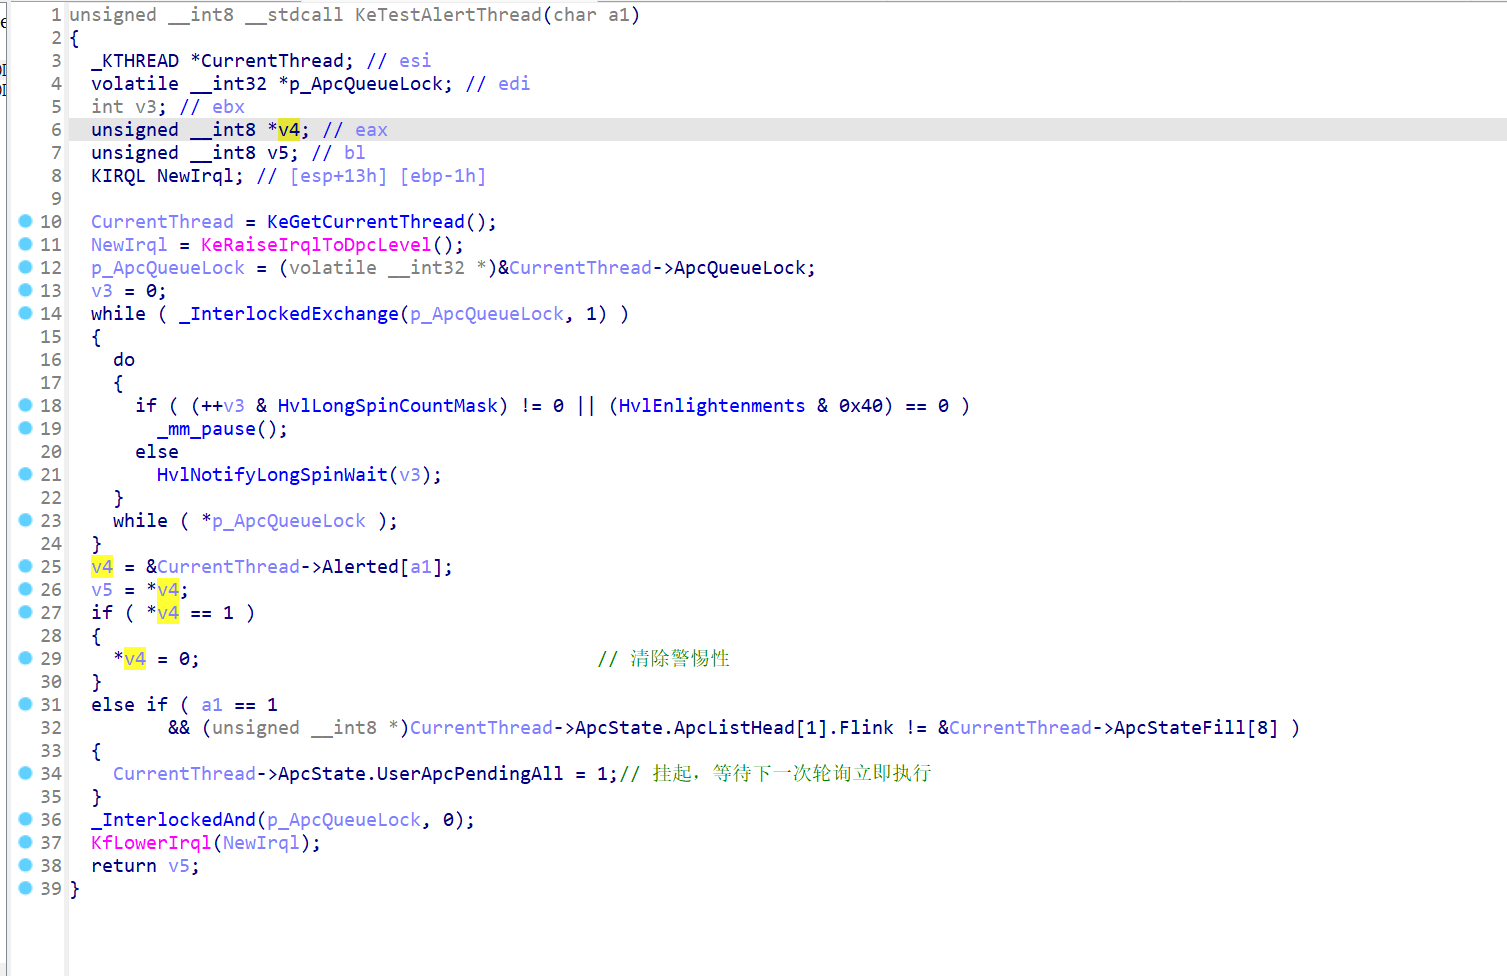 1 unsigned __int8 __stdcall KeTestAlertThread(char a1)
2 {
3 _KTHREAD *CurrentThread; // esi
4 volatile __int32 *p_ApcQueueLock; // edi
5 int v3; // ebx
6 unsigned __int8 *v4; // eax
7 unsigned __int8 v5; // bl
8 KIRQL NewIrql; // [esp+13h] [ebp-1h]
9
10 CurrentThread = KeGetCurrentThread();
11 NewIrql = KeRaiseIrqlToDpcLevel();
12 p_ApcQueueLock = (volatile __int32 *)&CurrentThread->ApcQueueLock;
13 v3 = 0;
14 while ( _InterlockedExchange(p_ApcQueueLock, 1) )
15 {
16 do
17 {
18 if ( (++v3 & HvlLongSpinCountMask) != 0 || (HvlEnlightenments & 0x40) == 0 )
19 _mm_pause();
20 else
21 HvlNotifyLongSpinWait(v3);
22 }
23 while ( *p_ApcQueueLock );
24 }
25 v4 = &CurrentThread->Alerted[a1];
26 v5 = *v4;
27 if ( *v4 == 1 )
28 {
29 *v4 = 0; // 清除警惕性
30 }
31 else if ( a1 == 1
32 && (unsigned __int8 *)CurrentThread->ApcState.ApcListHead[1].Flink != &CurrentThread->ApcStateFill[8] )
33 {
34 CurrentThread->ApcState.UserApcPendingAll = 1;// 挂起，等待下一次轮询立即执行
35 }
36 _InterlockedAnd(p_ApcQueueLock, 0);
37 KfLowerIrql(NewIrql);
38 return v5;
39 }